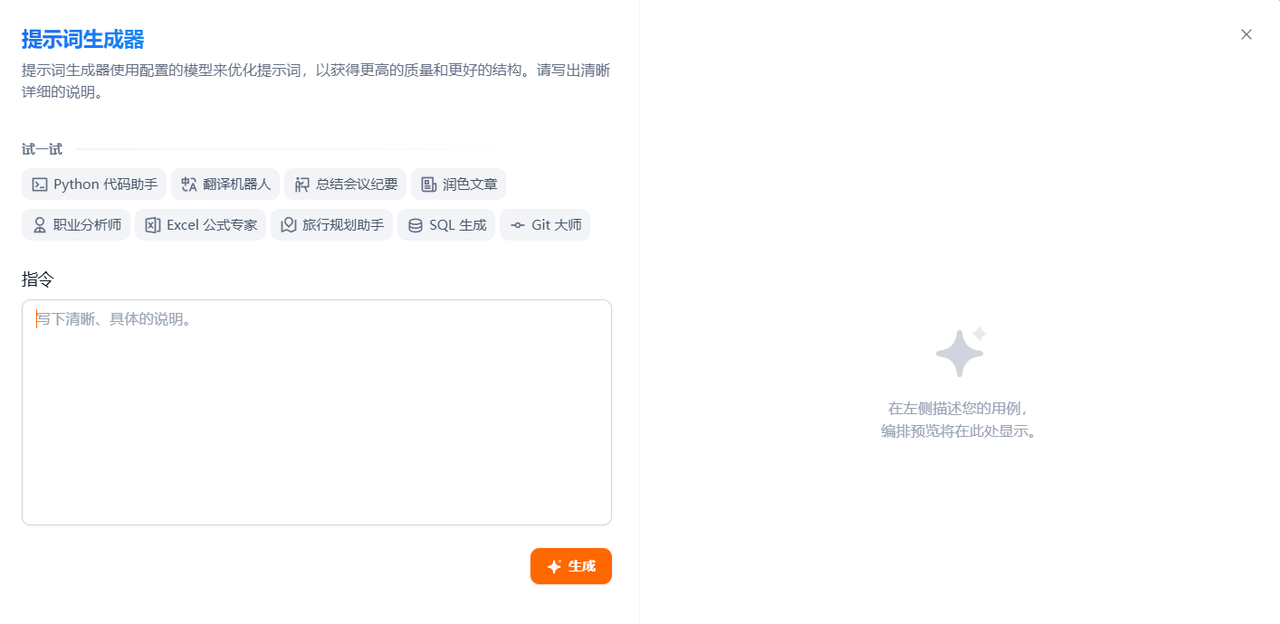 提示词生成器
提示词生成器使用配置的模型来优化提示词，以获得更高的质量和更好的结构。请写出清晰
详细的说明。
试一试
Python 代码助手
翻译机器人
总结会议纪要
润色文章
职业分析师
Excel 公式专家
旅行规划助手
SQL 生成
Git 大师
指令
写下清晰、具体的说明。
生成
在左侧描述您的用例，
编排预览将在此处显示。